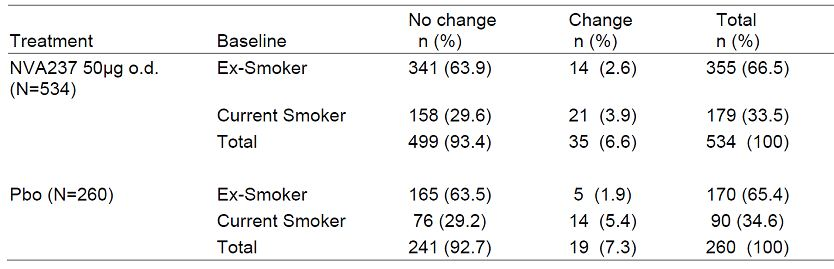 No change Change Total
Treatment Baseline n (%) n (%) n (%)
NVA237 50µg o.d. Ex-Smoker 341 (63.9) 14 (2.6) 355 (66.5)
(N=534)
Current Smoker 158 (29.6) 21 (3.9) 179 (33.5)
Total 499 (93.4) 35 (6.6) 534 (100)
Pbo (N=260) Ex-Smoker 165 (63.5) 5 (1.9) 170 (65.4)
Current Smoker 76 (29.2) 14 (5.4) 90 (34.6)
Total 241 (92.7) 19 (7.3) 260 (100)